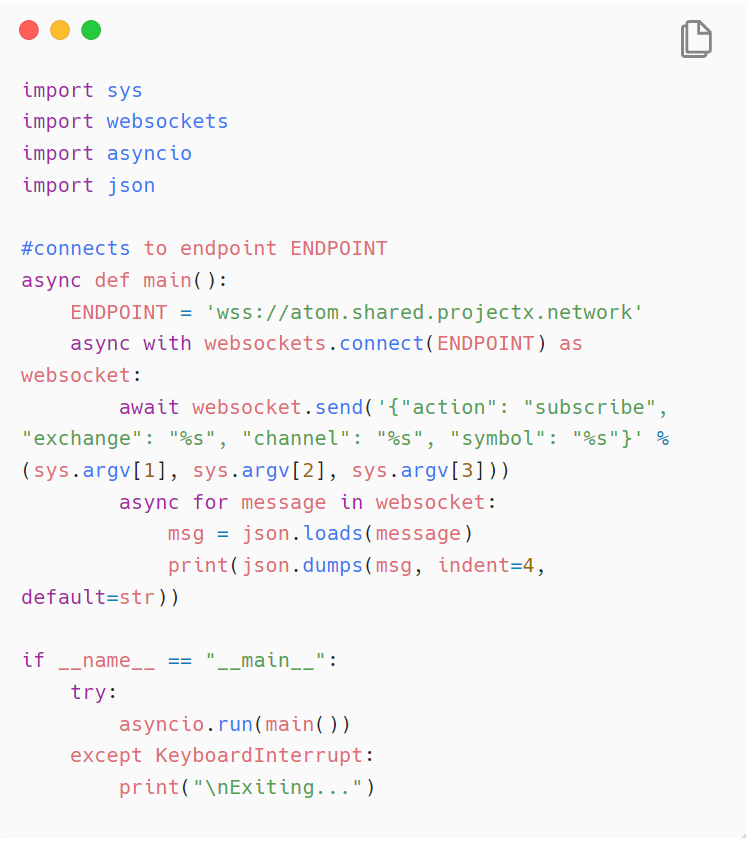 import sys
import websockets
import asyncio
import json

#connects to endpoint ENDPOINT
async def main():
    ENDPOINT = 'wss://atom.shared.projectx.network'
    async with websockets.connect(ENDPOINT) as
websocket:
        await websocket.send('{"action": "subscribe",
"exchange": "%s", "channel": "%s", "symbol": "%s"}' %
(sys.argv[1], sys.argv[2], sys.argv[3]))
        async for message in websocket:
            msg = json.loads(message)
            print(json.dumps(msg, indent=4,
default=str))

if __name__ == "__main__":
    try:
        asyncio.run(main())
    except KeyboardInterrupt:
        print("\nExiting...")